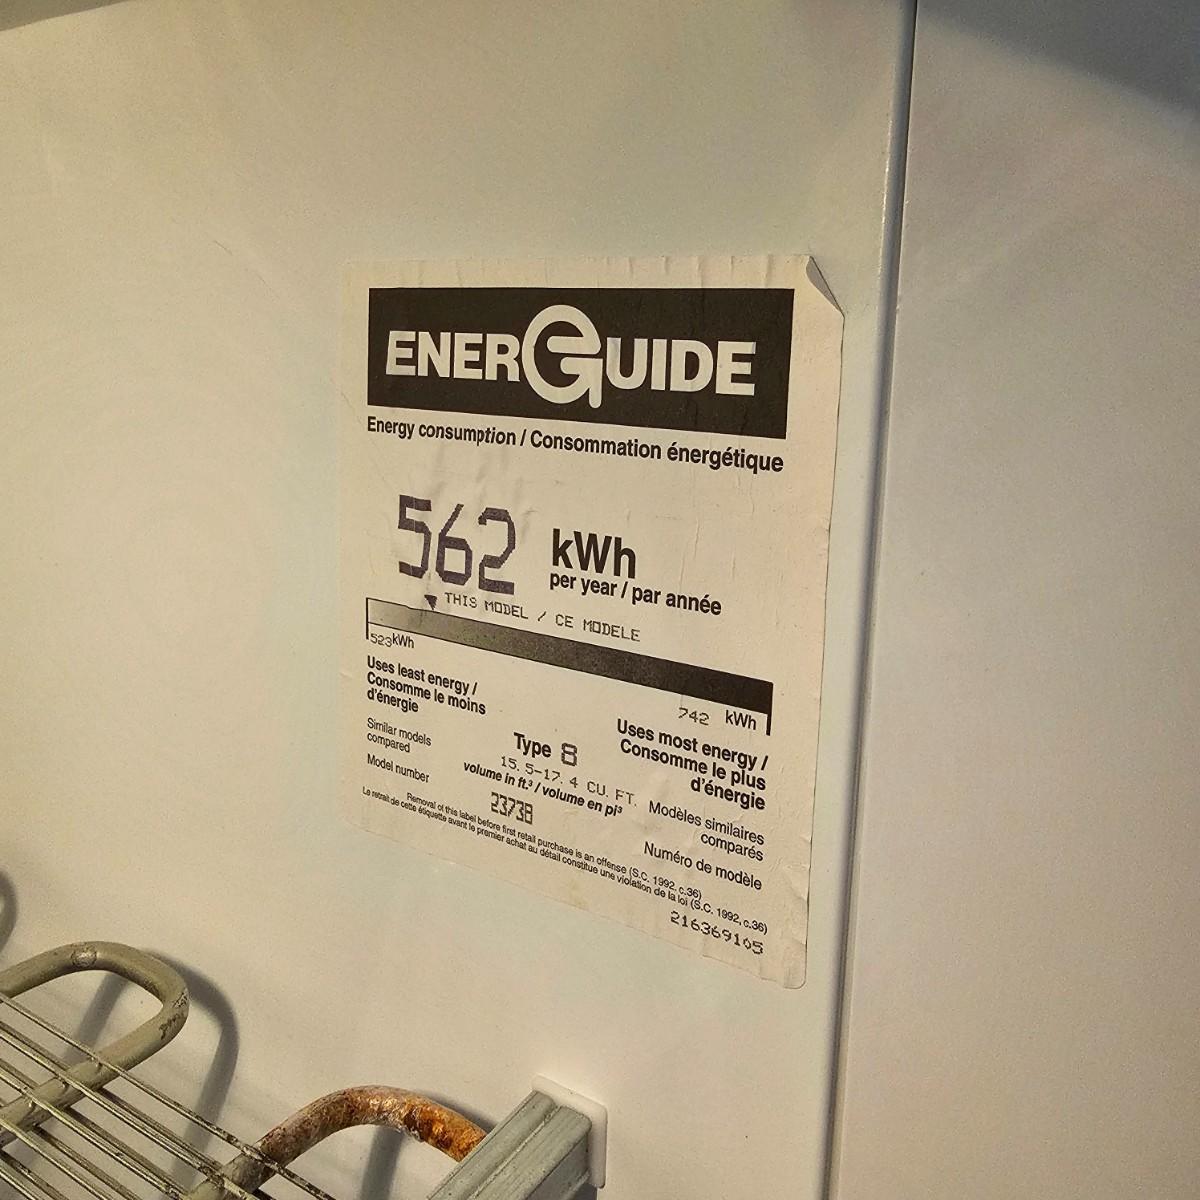 ENERGUIDE
Energy consumption / Consommation énergétique
562 kWh
per year / par année
THIS MODEL / CE MODELE
523kWh
742 kWh
Uses least energy /
Consomme le moins
d'énergie
Uses most energy /
Consomme le plus
d'énergie
Similar models
compared
Type 8
15.5-17.4 CU. FT.
volume in ft.³ / volume en pi³
Modèles similaires
comparés
Model number
23738
Numéro de modèle
Removal of this label before first retail purchase is an offense (S.C. 1992, c.36)
Le retrait de cette étiquette avant le premier achat au détail constitue une violation de la loi (S.C. 1992, c.36)
216369105